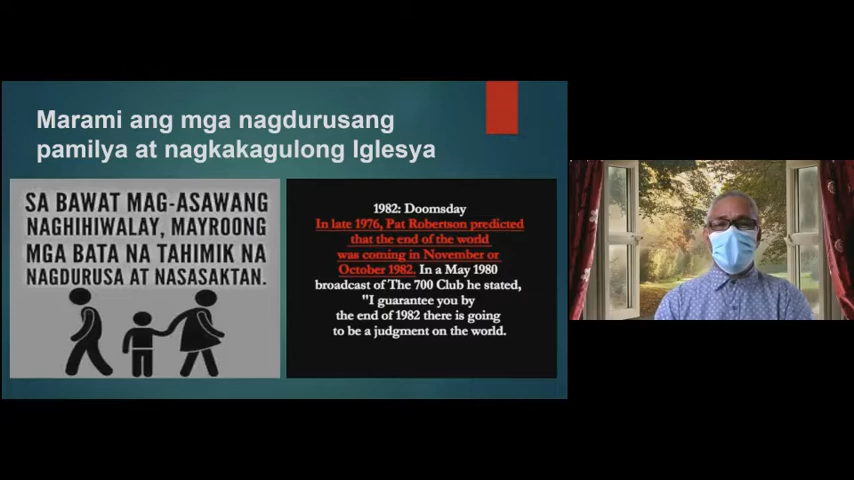 Marami ang mga nagdurusang
pamilya at nagkakagulong Iglesya
SA BAWAT MAG-ASAWANG
NAGHIHIWALAY, MAYROONG
MGA BATA NA TAHIMIK NA
NAGDURUSA AT NASASAKTAN.
1982: Doomsday
In late 1976, Pat Robertson predicted
that the end of the world
was coming in November or
October 1982. In a May 1980
broadcast of The 700 Club he stated,
"I guarantee you by
the end of 1982 there is going
to be a judgment on the world.